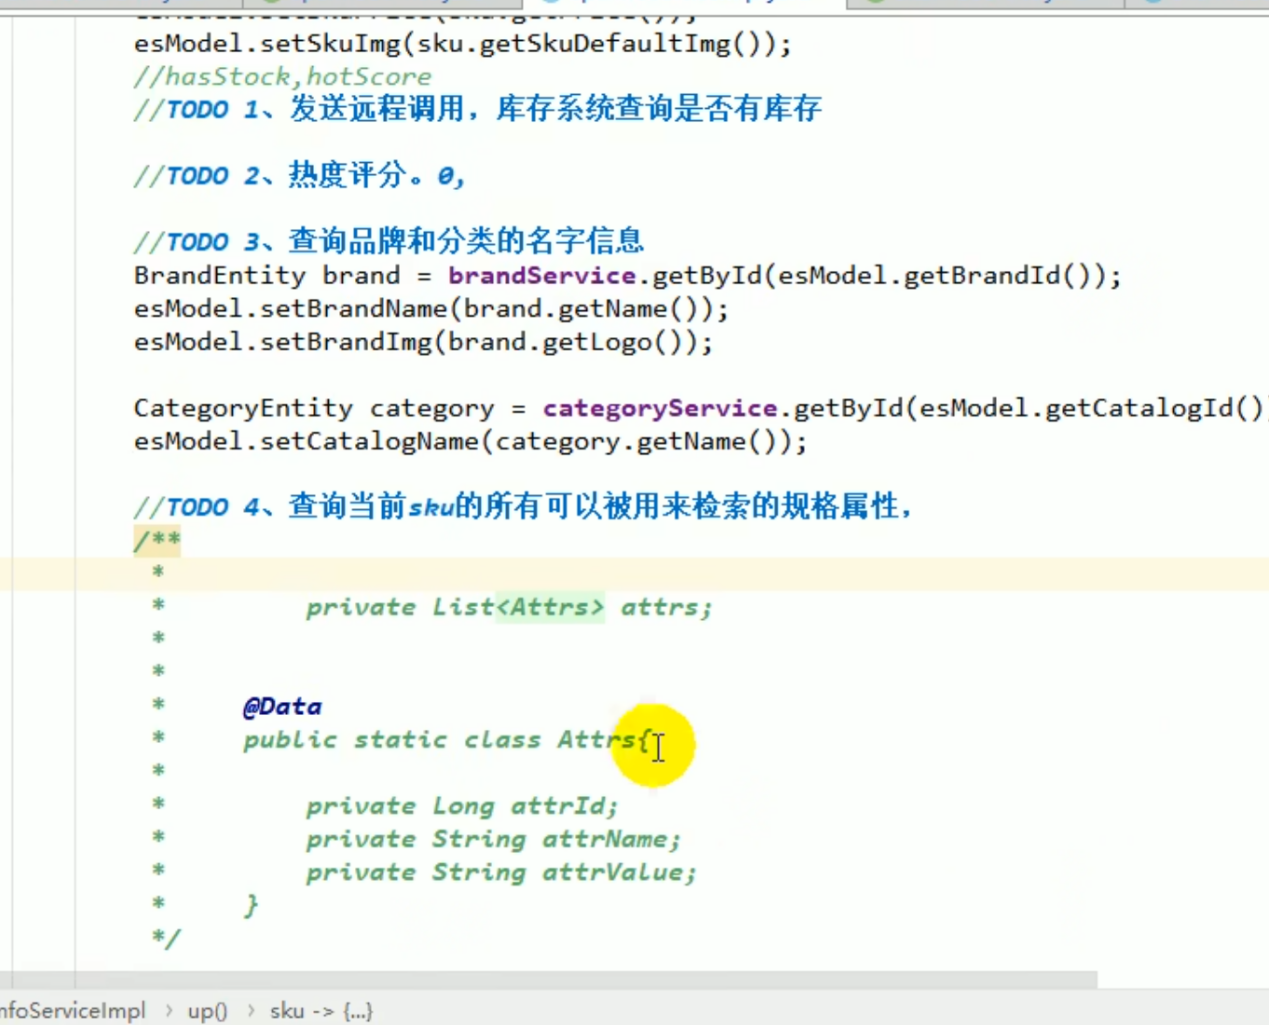 esModel.setSkuImg(sku.getSkuDefaultImg());
//hasStock,hotScore
//TODO 1、发送远程调用，库存系统查询是否有库存
//TODO 2、热度评分。0,
//TODO 3、查询品牌和分类的名字信息
BrandEntity brand = brandService.getById(esModel.getBrandId());
esModel.setBrandName(brand.getName());
esModel.setBrandImg(brand.getLogo());
CategoryEntity category = categoryService.getById(esModel.getCatalogId()
esModel.setCatalogName(category.getName());
//TODO 4、查询当前sku的所有可以被用来检索的规格属性，
/**
*
* private List<Attrs> attrs;
*
*
* @Data
* public static class Attrs{
*
* private Long attrId;
* private String attrName;
* private String attrValue;
* }
*/
nfoServiceImpl › up() › sku -> {...}